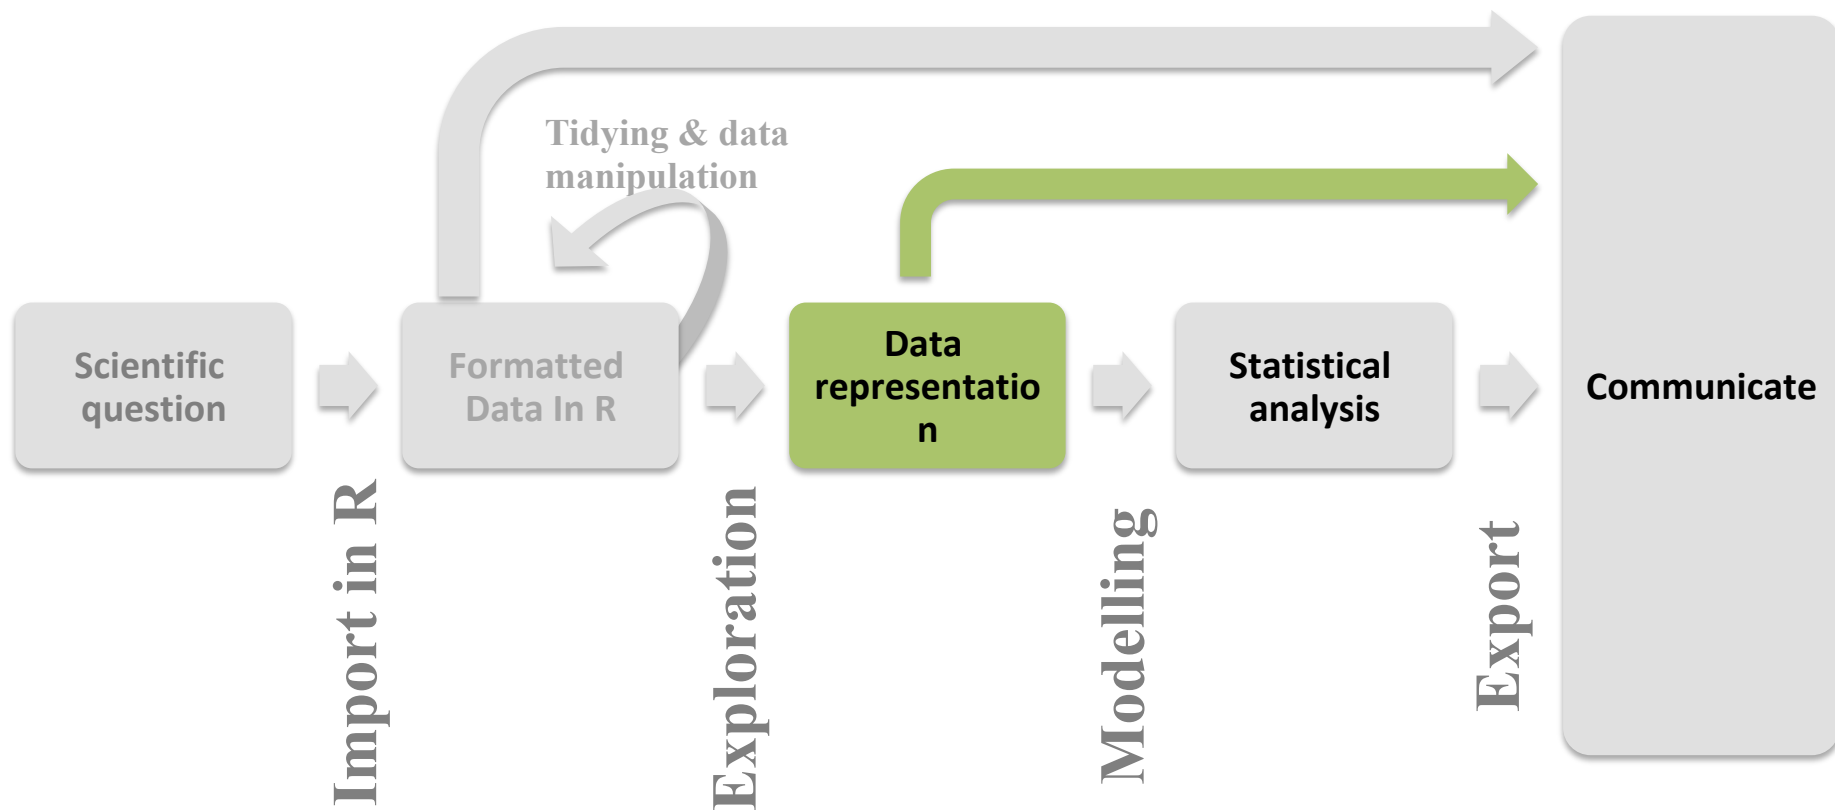 Tidying & data
manipulation
Scientific
question
Formatted
Data In R
Data
representatio
n
Statistical
analysis
Communicate
Import in R
Exploration
Modelling
Export